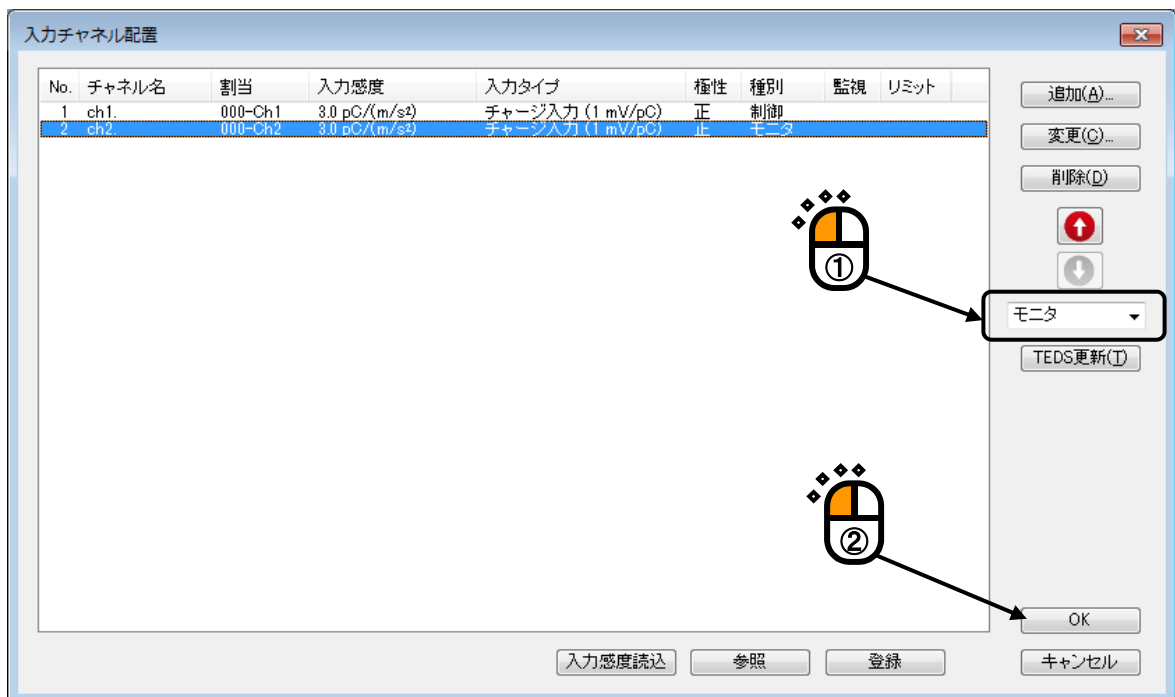 入力チャネル配置
No. チャネル名 割当 入力感度 入力タイプ 極性 種別 監視 リミット
1 ch1. 000-Ch1 3.0 pC/(m/s²) チャージ入力 (1 mV/pC) 正 制御
2 ch2. 000-Ch2 3.0 pC/(m/s²) チャージ入力 (1 mV/pC) 正 モニタ
追加(A)...
変更(C)...
削除(D)
①
モニタ
TEDS更新(T)
②
OK
入力感度読込 参照 登録 キャンセル